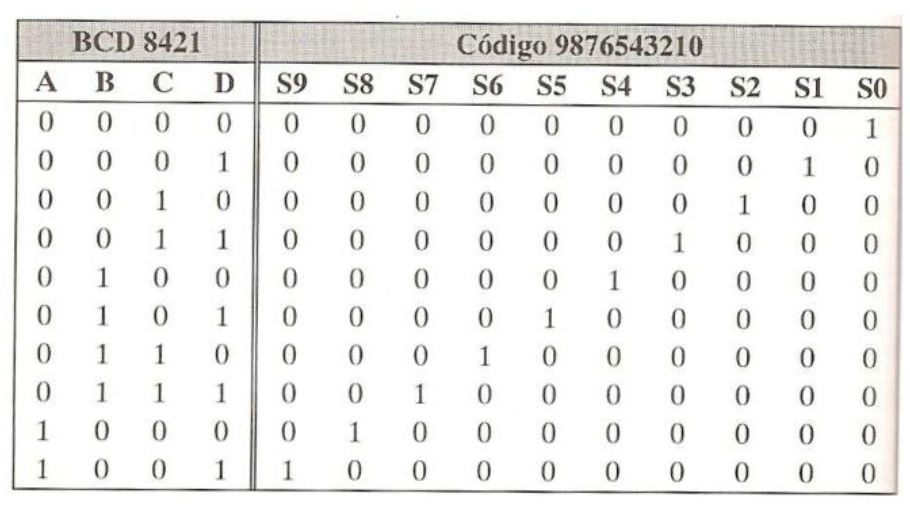 BCD 8421 Código 9876543210
A B C D S9 S8 S7 S6 S5 S4 S3 S2 S1 S0
0 0 0 0 0 0 0 0 0 0 0 0 0 1
0 0 0 1 0 0 0 0 0 0 0 0 1 0
0 0 1 0 0 0 0 0 0 0 0 1 0 0
0 0 1 1 0 0 0 0 0 0 1 0 0 0
0 1 0 0 0 0 0 0 0 1 0 0 0 0
0 1 0 1 0 0 0 0 1 0 0 0 0 0
0 1 1 0 0 0 0 1 0 0 0 0 0 0
0 1 1 1 0 0 1 0 0 0 0 0 0 0
1 0 0 0 0 1 0 0 0 0 0 0 0 0
1 0 0 1 1 0 0 0 0 0 0 0 0 0